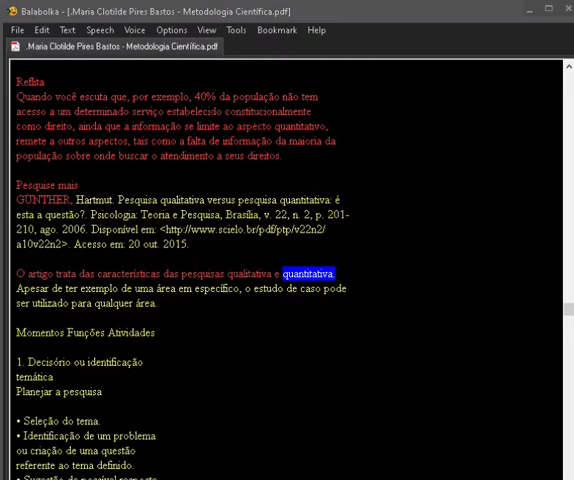 Balabolka - [.Maria Clotilde Pires Bastos - Metodologia Científica.pdf]
File Edit Text Speech Voice Options View Tools Bookmark Help
.Maria Clotilde Pires Bastos - Metodologia Científica.pdf
Reflita
Quando você escuta que, por exemplo, 40% da população não tem
acesso a um determinado serviço estabelecido constitucionalmente
como direito, ainda que a informação se limite ao aspecto quantitativo,
remete a outros aspectos, tais como a falta de informação da maioria da
população sobre onde buscar o atendimento a seus direitos.
Pesquise mais
GÜNTHER, Hartmut. Pesquisa qualitativa versus pesquisa quantitativa: é
esta a questão?. Psicologia: Teoria e Pesquisa, Brasília, v. 22, n. 2, p. 201-
210, ago. 2006. Disponível em: <http://www.scielo.br/pdf/ptp/v22n2/
a10v22n2>. Acesso em: 20 out. 2015.
O artigo trata das características das pesquisas qualitativa e quantitativa.
Apesar de ter exemplo de uma área em específico, o estudo de caso pode
ser utilizado para qualquer área.
Momentos Funções Atividades
1. Decisório ou identificação
temática
Planejar a pesquisa
• Seleção do tema.
• Identificação de um problema
ou criação de uma questão
referente ao tema definido.
• Sugestão de possível resposta